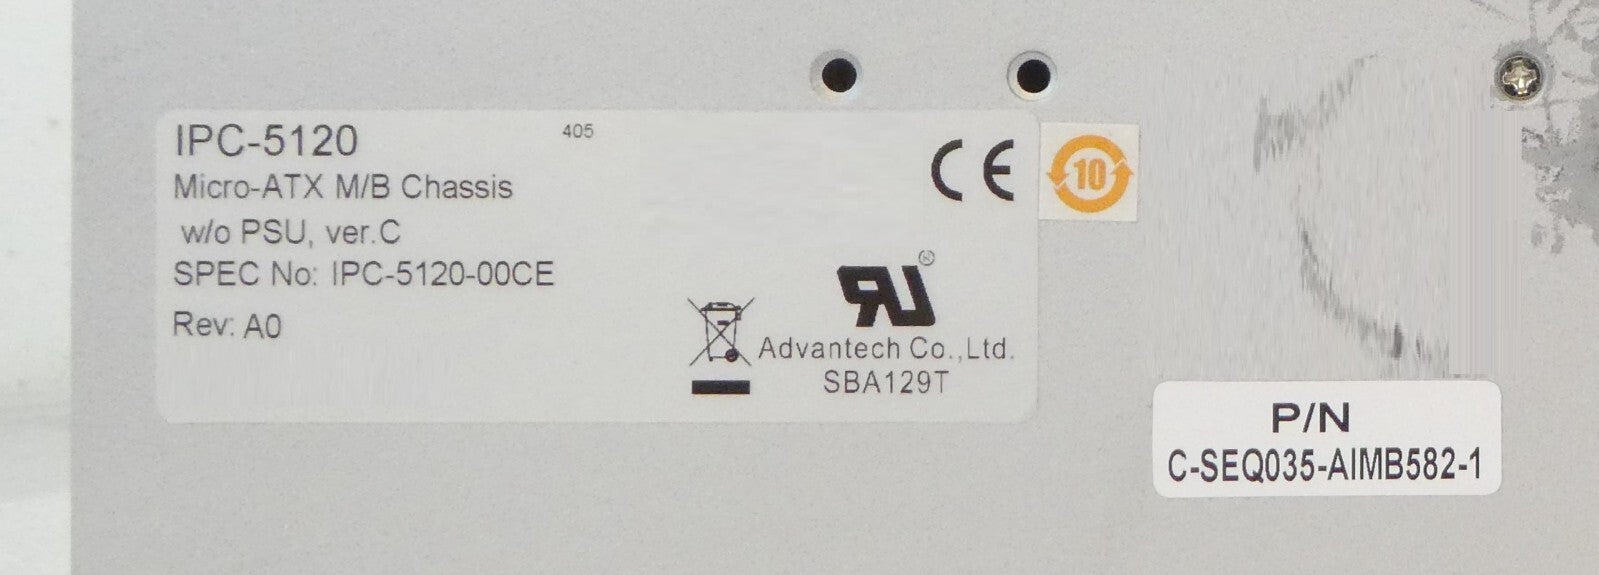 IPC-5120
405
Micro-ATX M/B Chassis
w/o PSU, ver.C
SPEC No: IPC-5120-00CE
Rev: A0
CE
10
RU®
Advantech Co.,Ltd.
SBA129T
P/N
C-SEQ035-AIMB582-1